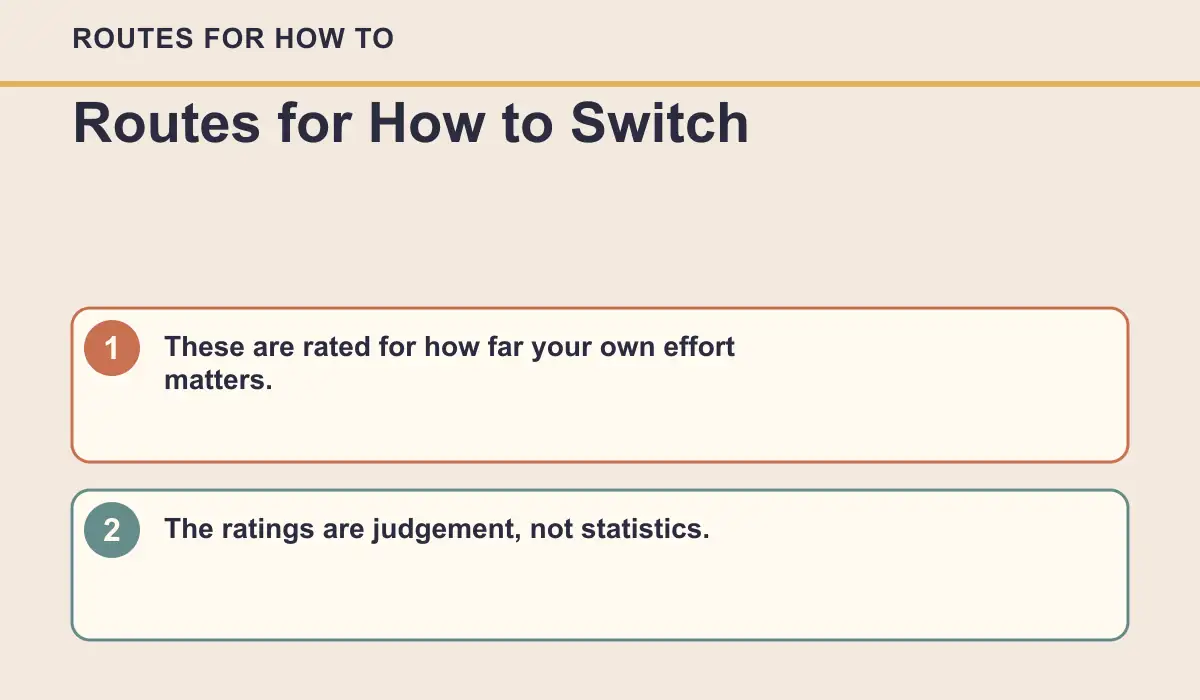 ROUTES FOR HOW TO
Routes for How to Switch
1
These are rated for how far your own effort
matters.
2
The ratings are judgement, not statistics.